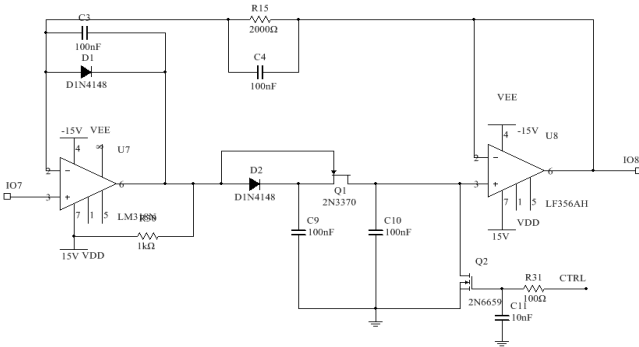 C3
R15
100nF
2000Ω
D1
C4
D1N4148
100nF
VEE
-15V
VEE
4
-15V
4
U7
U8
2
D2
2
IO7
6
6
IO8
3
3
LM318N
D1N4148
Q1
LF356AH
7
1
5
2N3370
7
1
5
C9
C10
VDD
1kΩ
100nF
100nF
15V
15V
VDD
Q2
R31
CTRL
2N6659
100Ω
C11
10nF